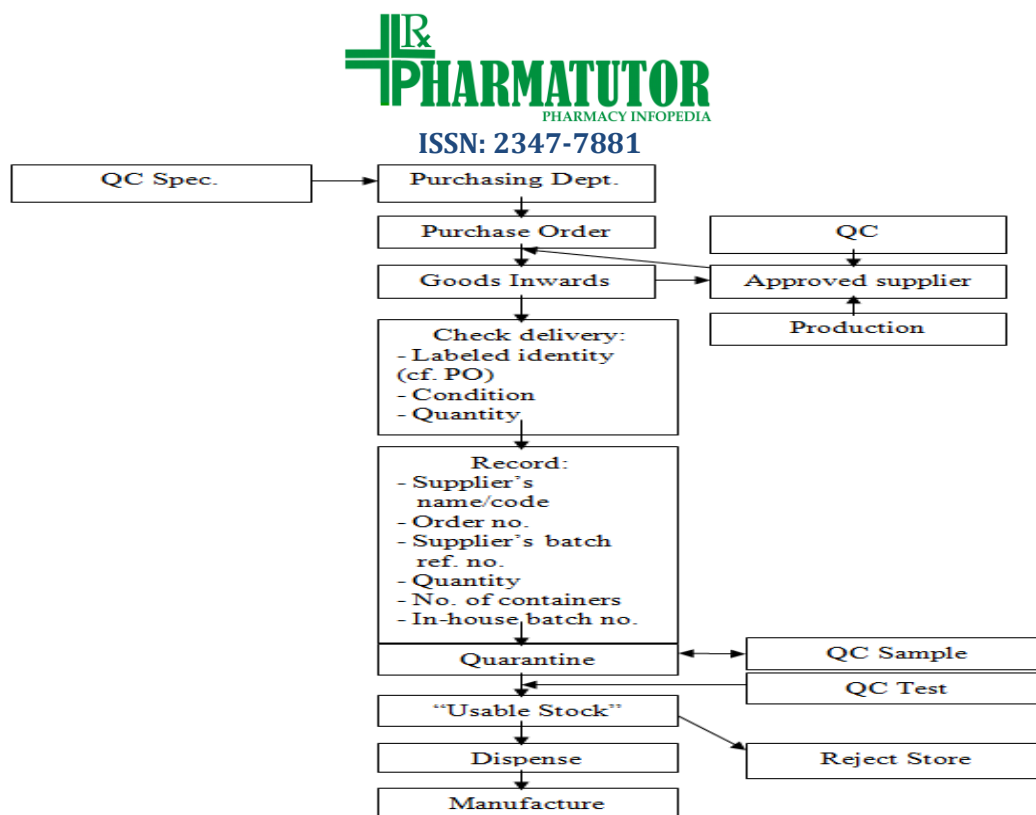 Rx
PHARMATUTOR
PHARMACY INFOPEDIA
ISSN: 2347-7881
QC Spec.
Purchasing Dept.
Purchase Order
QC
Goods Inwards
Approved supplier
Production
Check delivery:
- Labeled identity
(cf. PO)
- Condition
- Quantity
Record:
- Supplier's
name/code
- Order no.
- Supplier's batch
ref. no.
- Quantity
- No. of containers
- In-house batch no.
Quarantine
QC Sample
QC Test
“Usable Stock”
Dispense
Reject Store
Manufacture